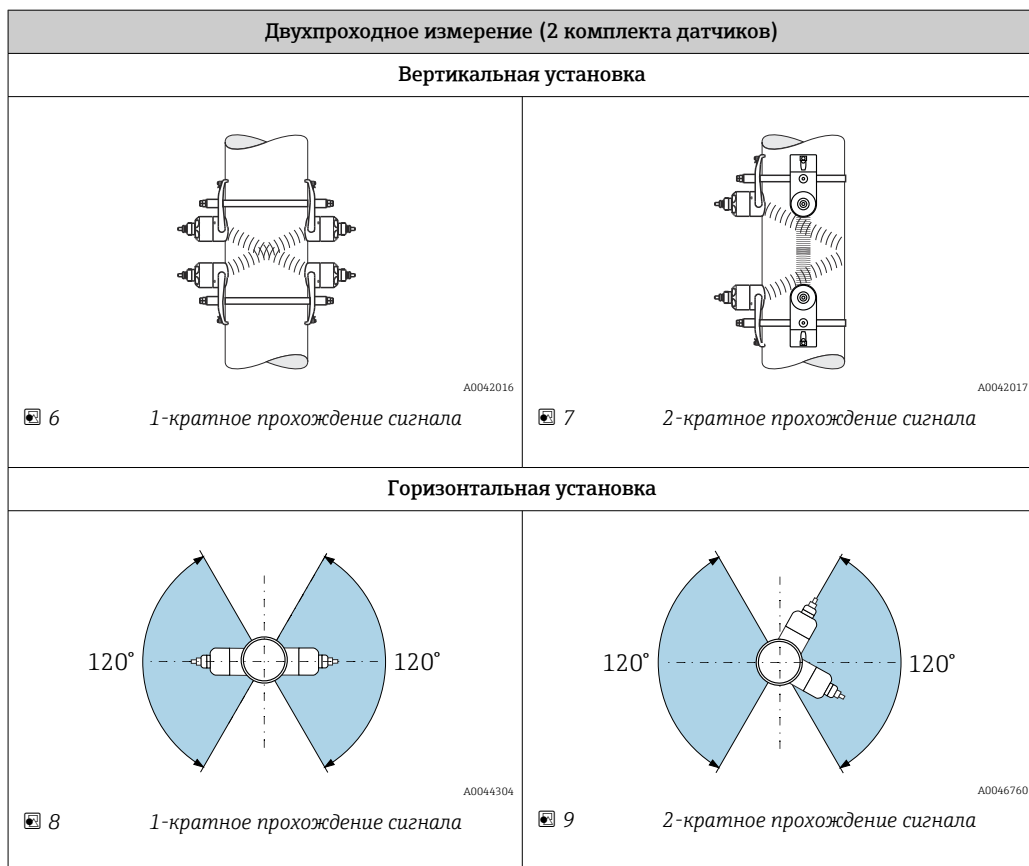 Двухпроходное измерение (2 комплекта датчиков)
Вертикальная установка
A0042016
6 1-кратное прохождение сигнала
A0042017
7 2-кратное прохождение сигнала
Горизонтальная установка
120° 120°
A0044304
8 1-кратное прохождение сигнала
120° 120°
A0046760
9 2-кратное прохождение сигнала